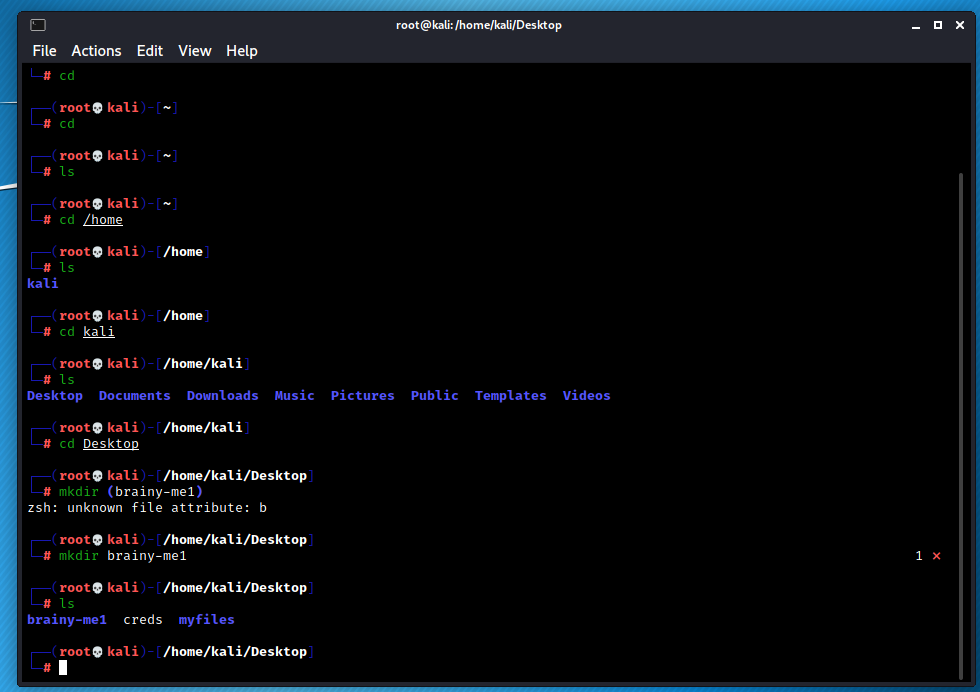 root@kali:/home/kali/Desktop
File Actions Edit View Help
└─# cd
┌──(root💀kali)-[~]
└─# cd
┌──(root💀kali)-[~]
└─# ls
┌──(root💀kali)-[~]
└─# cd /home
┌──(root💀kali)-[/home]
└─# ls
kali
┌──(root💀kali)-[/home]
└─# cd kali
┌──(root💀kali)-[/home/kali]
└─# ls
Desktop Documents Downloads Music Pictures Public Templates Videos
┌──(root💀kali)-[/home/kali]
└─# cd Desktop
┌──(root💀kali)-[/home/kali/Desktop]
└─# mkdir (brainy-me1)
zsh: unknown file attribute: b
┌──(root💀kali)-[/home/kali/Desktop]
└─# mkdir brainy-me1 1 ⨯
┌──(root💀kali)-[/home/kali/Desktop]
└─# ls
brainy-me1 creds myfiles
┌──(root💀kali)-[/home/kali/Desktop]
└─#